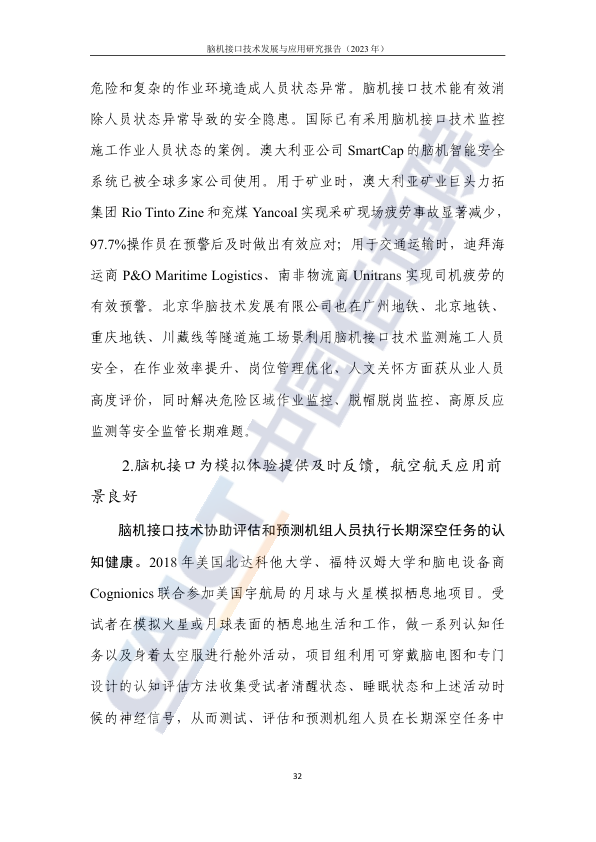 脑机接口技术发展与应用研究报告（2023 年）
危险和复杂的作业环境造成人员状态异常。脑机接口技术能有效消
除人员状态异常导致的安全隐患。国际已有采用脑机接口技术监控
施工作业人员状态的案例。澳大利亚公司 SmartCap 的脑机智能安全
系统已被全球多家公司使用。用于矿业时，澳大利亚矿业巨头力拓
集团 Rio Tinto Zine 和兖煤 Yancoal 实现采矿现场疲劳事故显著减少，
97.7%操作员在预警后及时做出有效应对；用于交通运输时，迪拜海
运商 P&O Maritime Logistics、南非物流商 Unitrans 实现司机疲劳的
有效预警。北京华脑技术发展有限公司也在广州地铁、北京地铁、
重庆地铁、川藏线等隧道施工场景利用脑机接口技术监测施工人员
安全，在作业效率提升、岗位管理优化、人文关怀方面获从业人员
高度评价，同时解决危险区域作业监控、脱帽脱岗监控、高原反应
监测等安全监管长期难题。
2.脑机接口为模拟体验提供及时反馈，航空航天应用前
景良好
脑机接口技术协助评估和预测机组人员执行长期深空任务的认
知健康。2018 年美国北达科他大学、福特汉姆大学和脑电设备商
Cognionics 联合参加美国宇航局的月球与火星模拟栖息地项目。受
试者在模拟火星或月球表面的栖息地生活和工作，做一系列认知任
务以及身着太空服进行舱外活动，项目组利用可穿戴脑电图和专门
设计的认知评估方法收集受试者清醒状态、睡眠状态和上述活动时
候的神经信号，从而测试、评估和预测机组人员在长期深空任务中
32
CAICT 中国信通院